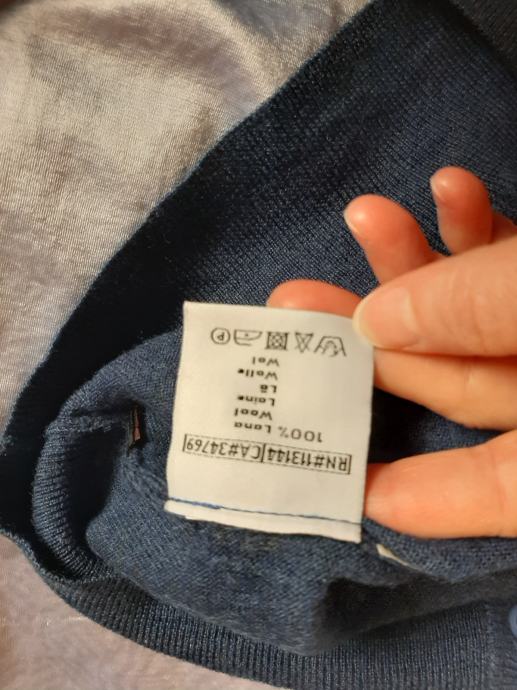 RN#113144 CA#34769
100% Lana
Wool
Laine
Lã
Wolle
Wol
P